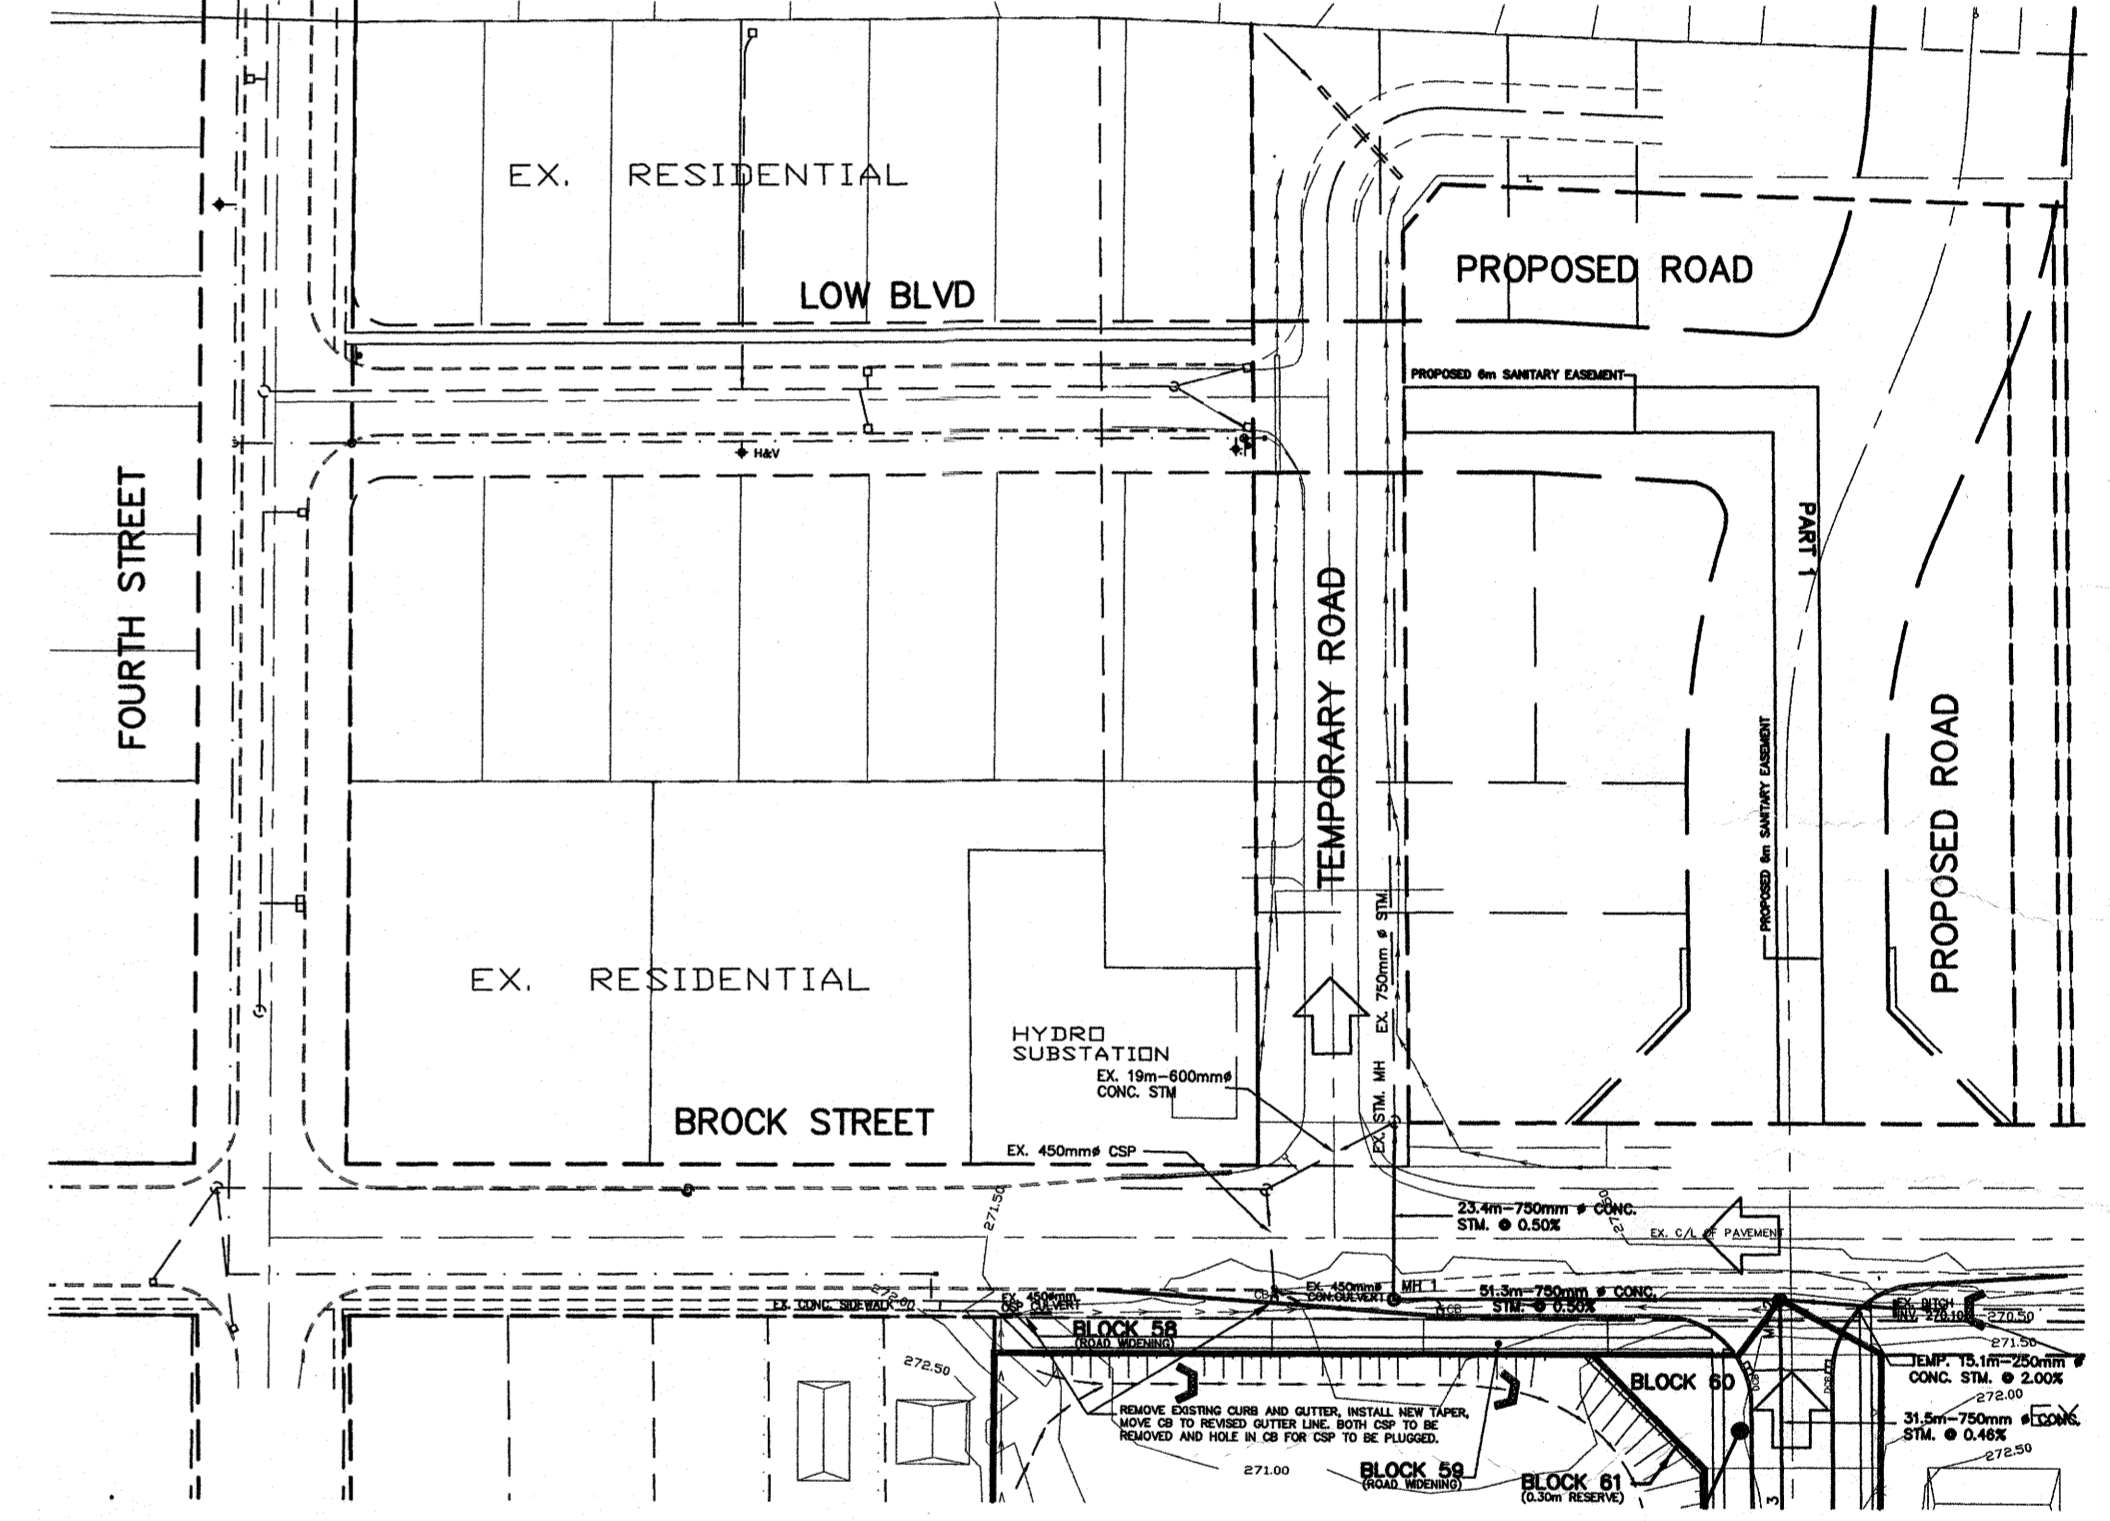 EX. RESIDENTIAL
LOW BLVD
PROPOSED ROAD
PROPOSED 6m SANITARY EASEMENT
H&V
FOURTH STREET
PART 1
TEMPORARY ROAD
PROPOSED 6m SANITARY EASEMENT
PROPOSED ROAD
EX. RESIDENTIAL
HYDRO
SUBSTATION
EX. 19m-600mmø
CONC. STM
EX. STM. MH
EX. 750mm ø STM.
BROCK STREET
EX. 450mmø CSP
271.50
23.4m-750mm ø CONC.
STM. @ 0.50%
EX. C/L OF PAVEMENT
272.00
EX. CONC. SIDEWALK
EX. 450mm
CSP CULVERT
CB
EX. 450mmø
CON.CULVERT
MH 1
CB
51.3m-750mm ø CONC.
STM. @ 0.50%
EX. DITCH
INV. 270.10
270.50
271.50
BLOCK 58
(ROAD WIDENING)
272.50
TEMP. 15.1m-250mm ø
CONC. STM. @ 2.00%
272.00
BLOCK 60
DCB
DCB
REMOVE EXISTING CURB AND GUTTER, INSTALL NEW TAPER,
MOVE CB TO REVISED GUTTER LINE. BOTH CSP TO BE
REMOVED AND HOLE IN CB FOR CSP TO BE PLUGGED.
31.5m-750mm ø CONC.
STM. @ 0.46%
EX
272.50
271.00
BLOCK 59
(ROAD WIDENING)
BLOCK 61
(0.30m RESERVE)
3